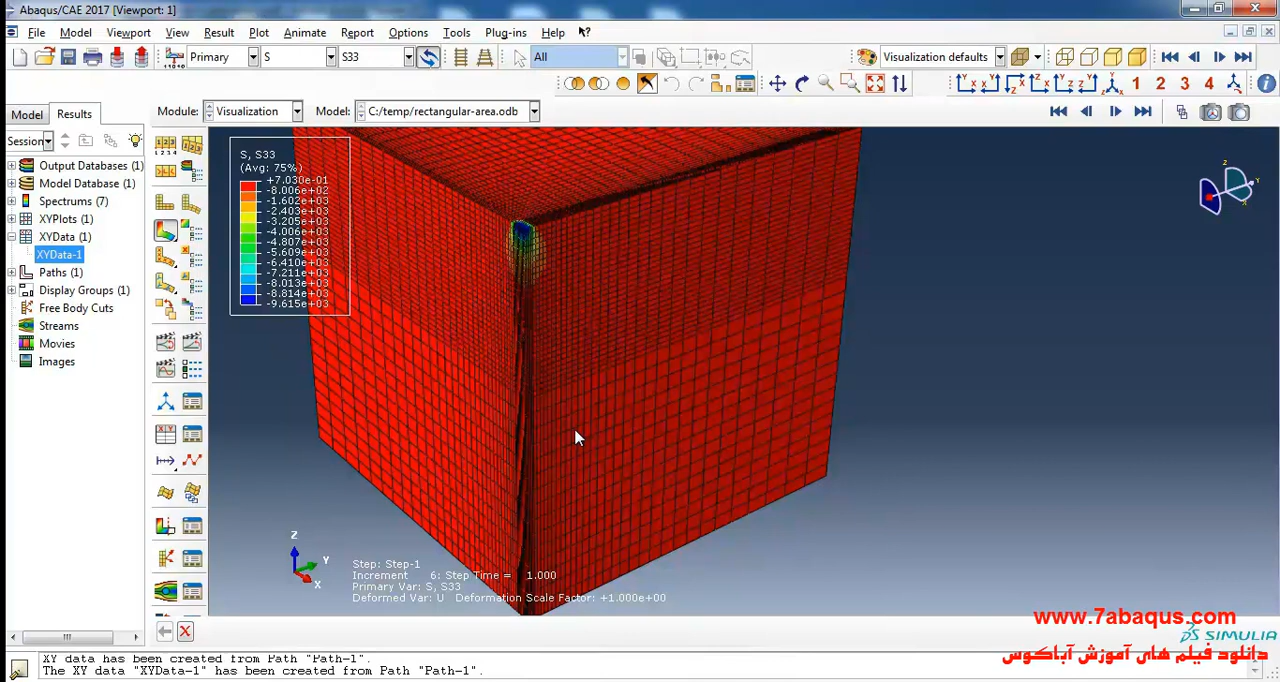 Abaqus/CAE 2017 [Viewport: 1]
File Model Viewport View Result Plot Animate Report Options Tools Plug-ins Help
Primary S S33 All Visualization defaults
1 2 3 4
Model Results Module: Visualization Model: C:/temp/rectangular-area.odb
Session
Output Databases (1)
Model Database (1)
Spectrums (7)
XYPlots (1)
XYData (1)
XYData-1
Paths (1)
Display Groups (1)
Free Body Cuts
Streams
Movies
Images
S, S33
(Avg: 75%)
+7.030e-01
-8.006e+02
-1.602e+03
-2.403e+03
-3.205e+03
-4.006e+03
-4.807e+03
-5.609e+03
-6.410e+03
-7.211e+03
-8.013e+03
-8.814e+03
-9.615e+03
Z
Y
X
Step: Step-1
Increment 6: Step Time = 1.000
Primary Var: S, S33
Deformed Var: U Deformation Scale Factor: +1.000e+00
www.7abaqus.com
SIMULIA
دانلود فیلم های آموزش آباکوس
XY data has been created from Path "Path-1".
The XY data "XYData-1" has been created from Path "Path-1".